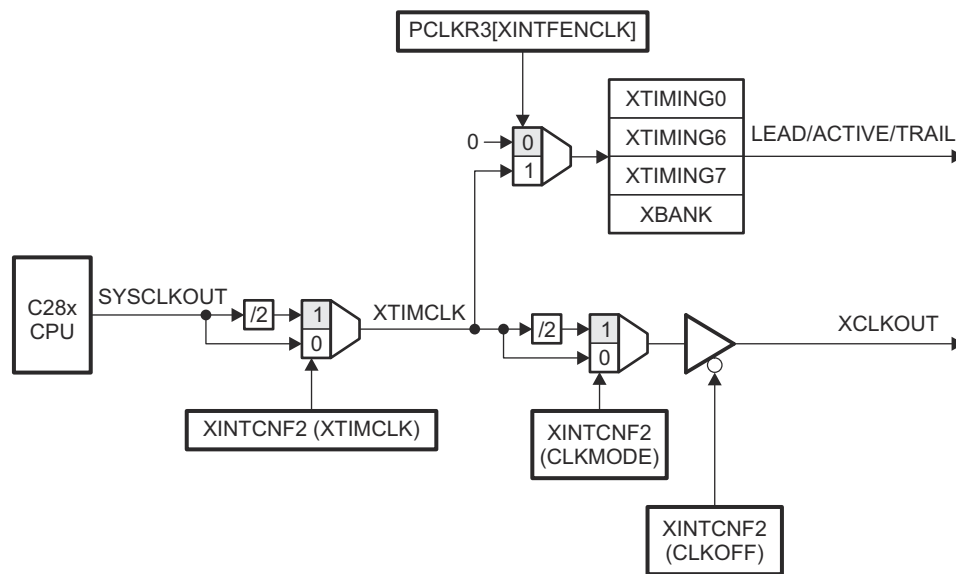 PCLKR3[XINTFENCLK]
XTIMING0
0
0
XTIMING6
LEAD/ACTIVE/TRAIL
1
XTIMING7
XBANK
C28x
CPU
SYSCLKOUT
/2
1
0
XTIMCLK
/2
1
0
XCLKOUT
XINTCNF2 (XTIMCLK)
XINTCNF2
(CLKMODE)
XINTCNF2
(CLKOFF)